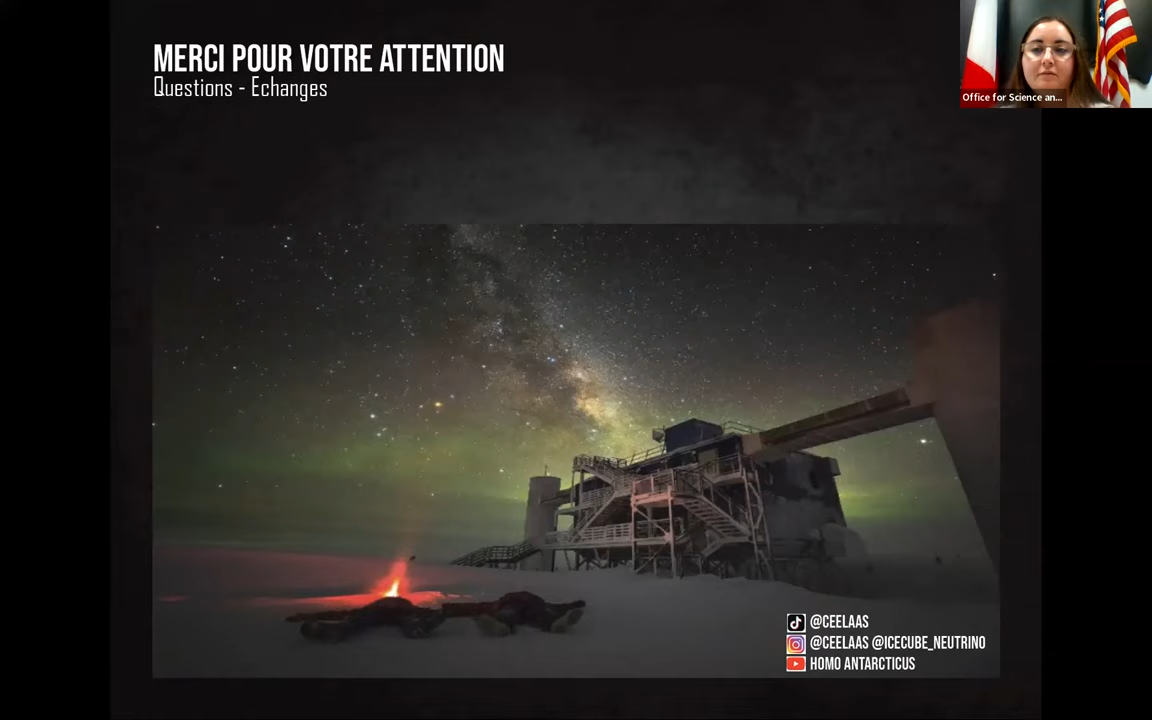 MERCI POUR VOTRE ATTENTION
Questions - Echanges
Office for Science an...
@CEELAAS
@CEELAAS @ICECUBE_NEUTRINO
HOMO ANTARCTICUS